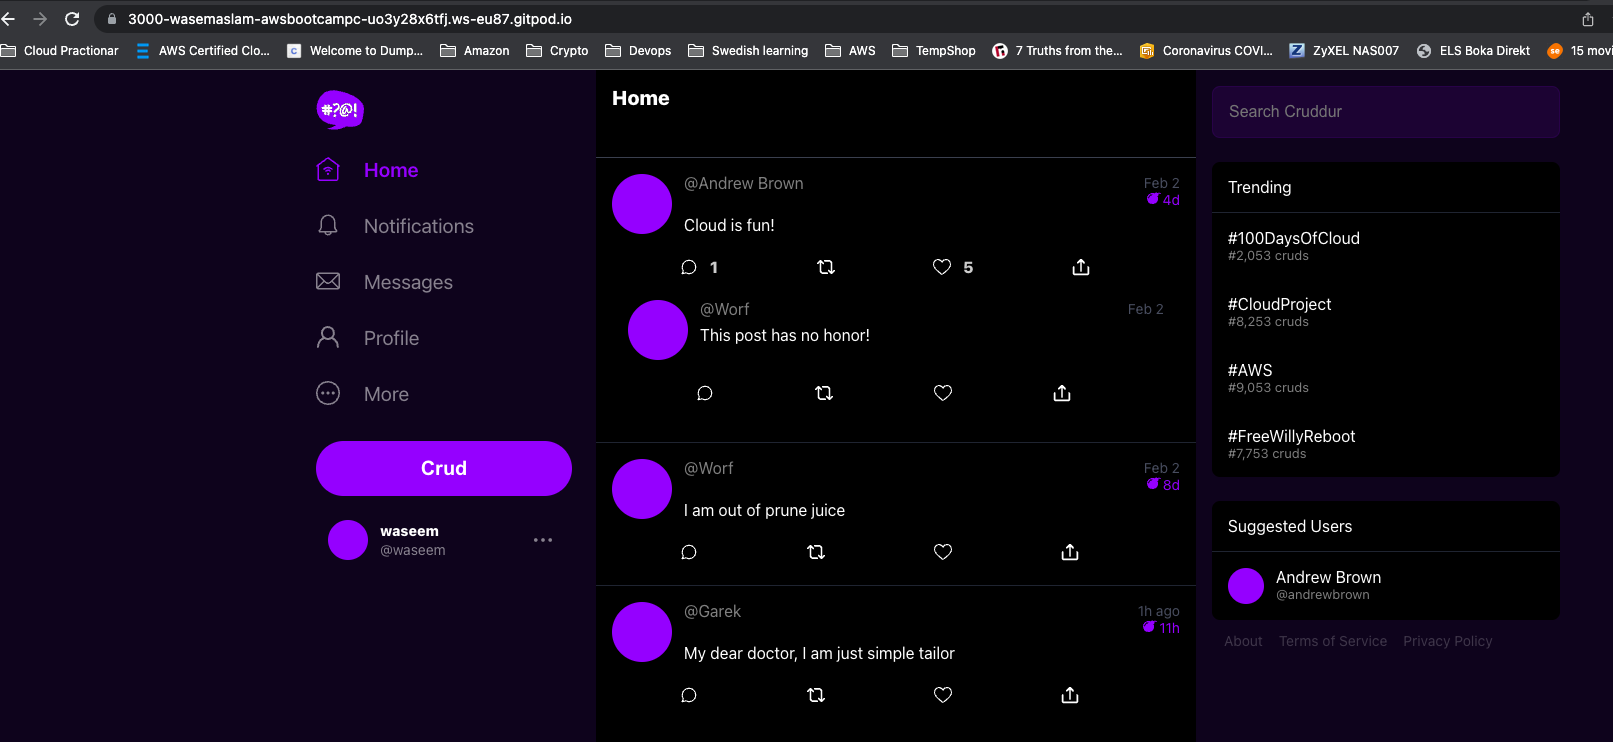 3000-wasemaslam-awsbootcampc-uo3y28x6tfj.ws-eu87.gitpod.io
Cloud Practionar
AWS Certified Clo...
Welcome to Dump...
Amazon
Crypto
Devops
Swedish learning
AWS
TempShop
7 Truths from the...
Coronavirus COVI...
ZyXEL NAS007
ELS Boka Direkt
15 movi
#?@!
Home
Notifications
Messages
Profile
More
Crud
waseem
@waseem
Home
@Andrew Brown
Feb 2
4d
Cloud is fun!
1
5
@Worf
Feb 2
This post has no honor!
@Worf
Feb 2
8d
I am out of prune juice
@Garek
1h ago
11h
My dear doctor, I am just simple tailor
Search Cruddur
Trending
#100DaysOfCloud
#2,053 cruds
#CloudProject
#8,253 cruds
#AWS
#9,053 cruds
#FreeWillyReboot
#7,753 cruds
Suggested Users
Andrew Brown
@andrewbrown
About
Terms of Service
Privacy Policy